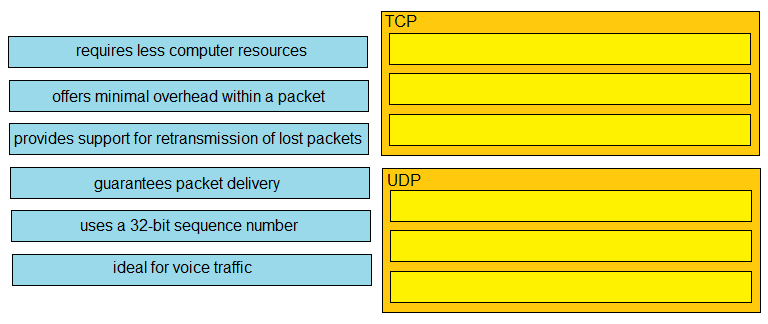 requires less computer resources
offers minimal overhead within a packet
provides support for retransmission of lost packets
guarantees packet delivery
uses a 32-bit sequence number
ideal for voice traffic
TCP
UDP